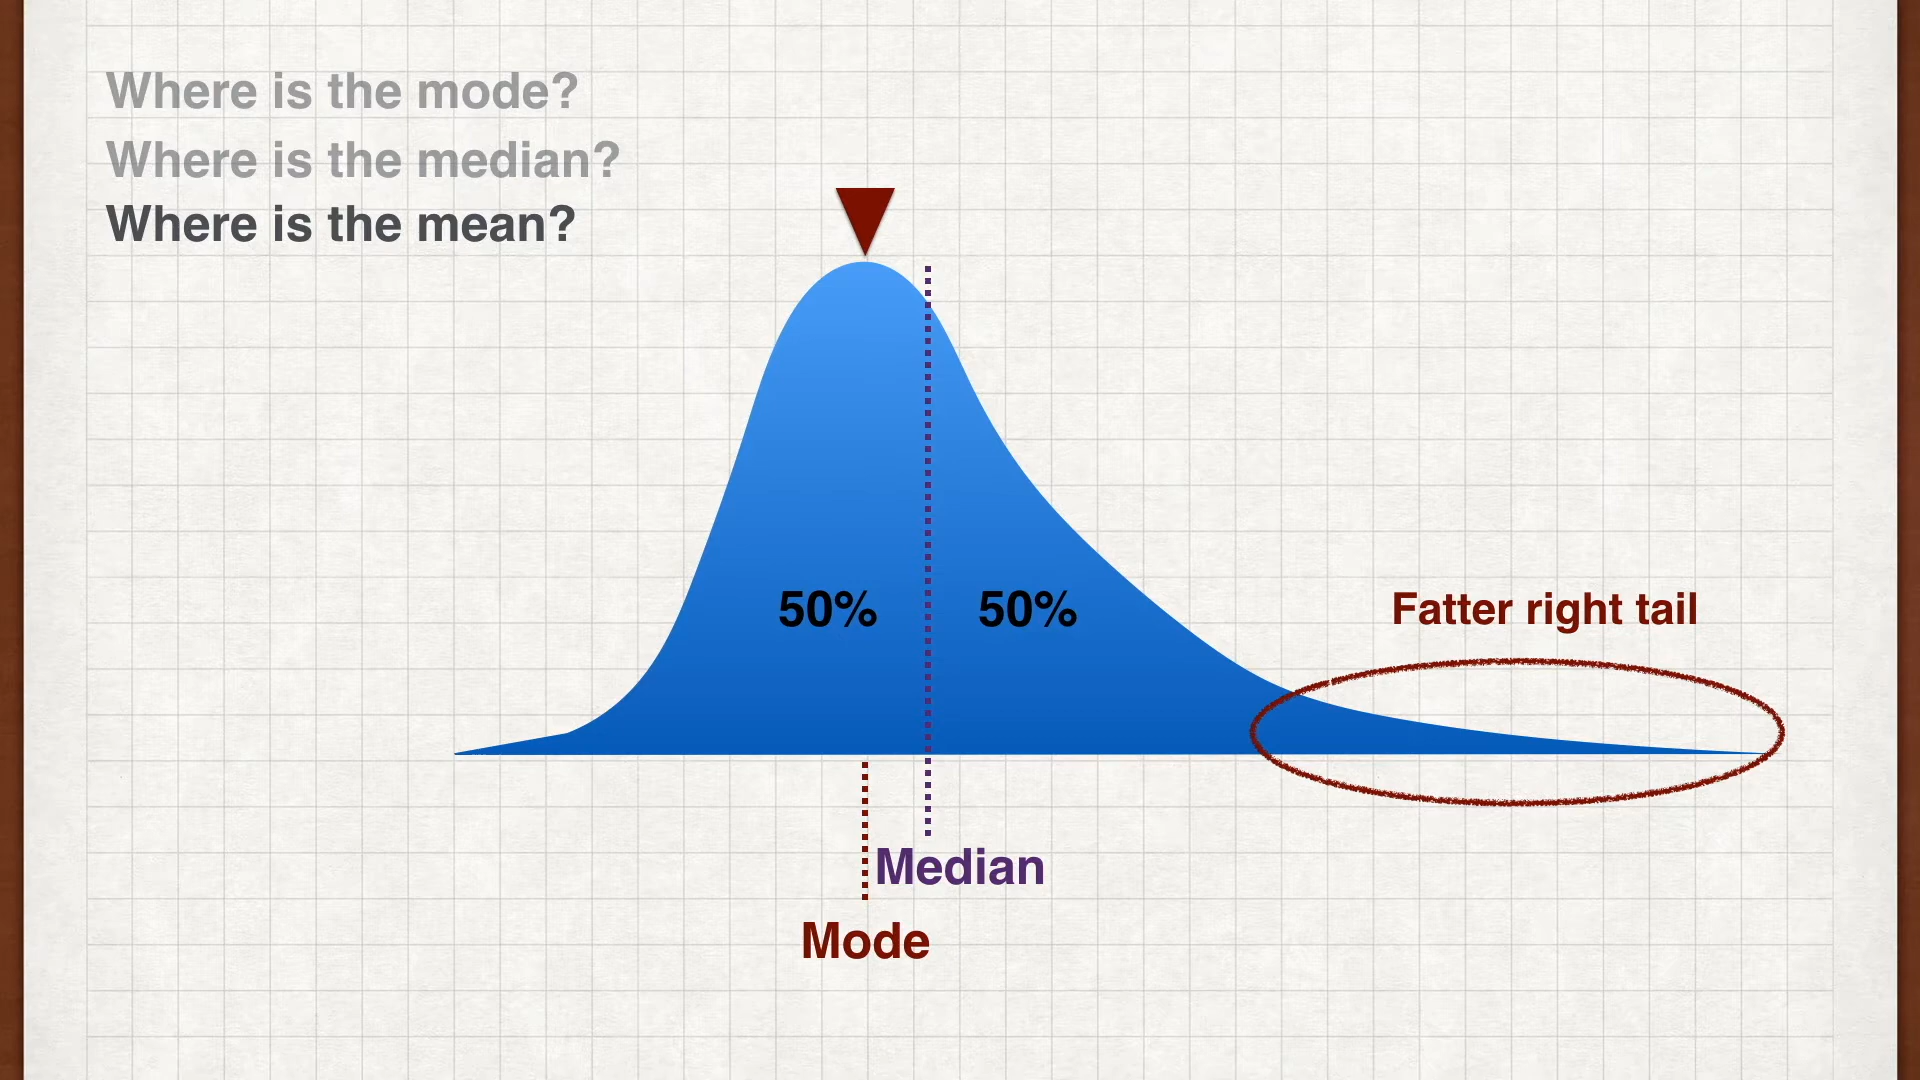 Where is the mode?
Where is the median?
Where is the mean?
50%
50%
Fatter right tail
Median
Mode